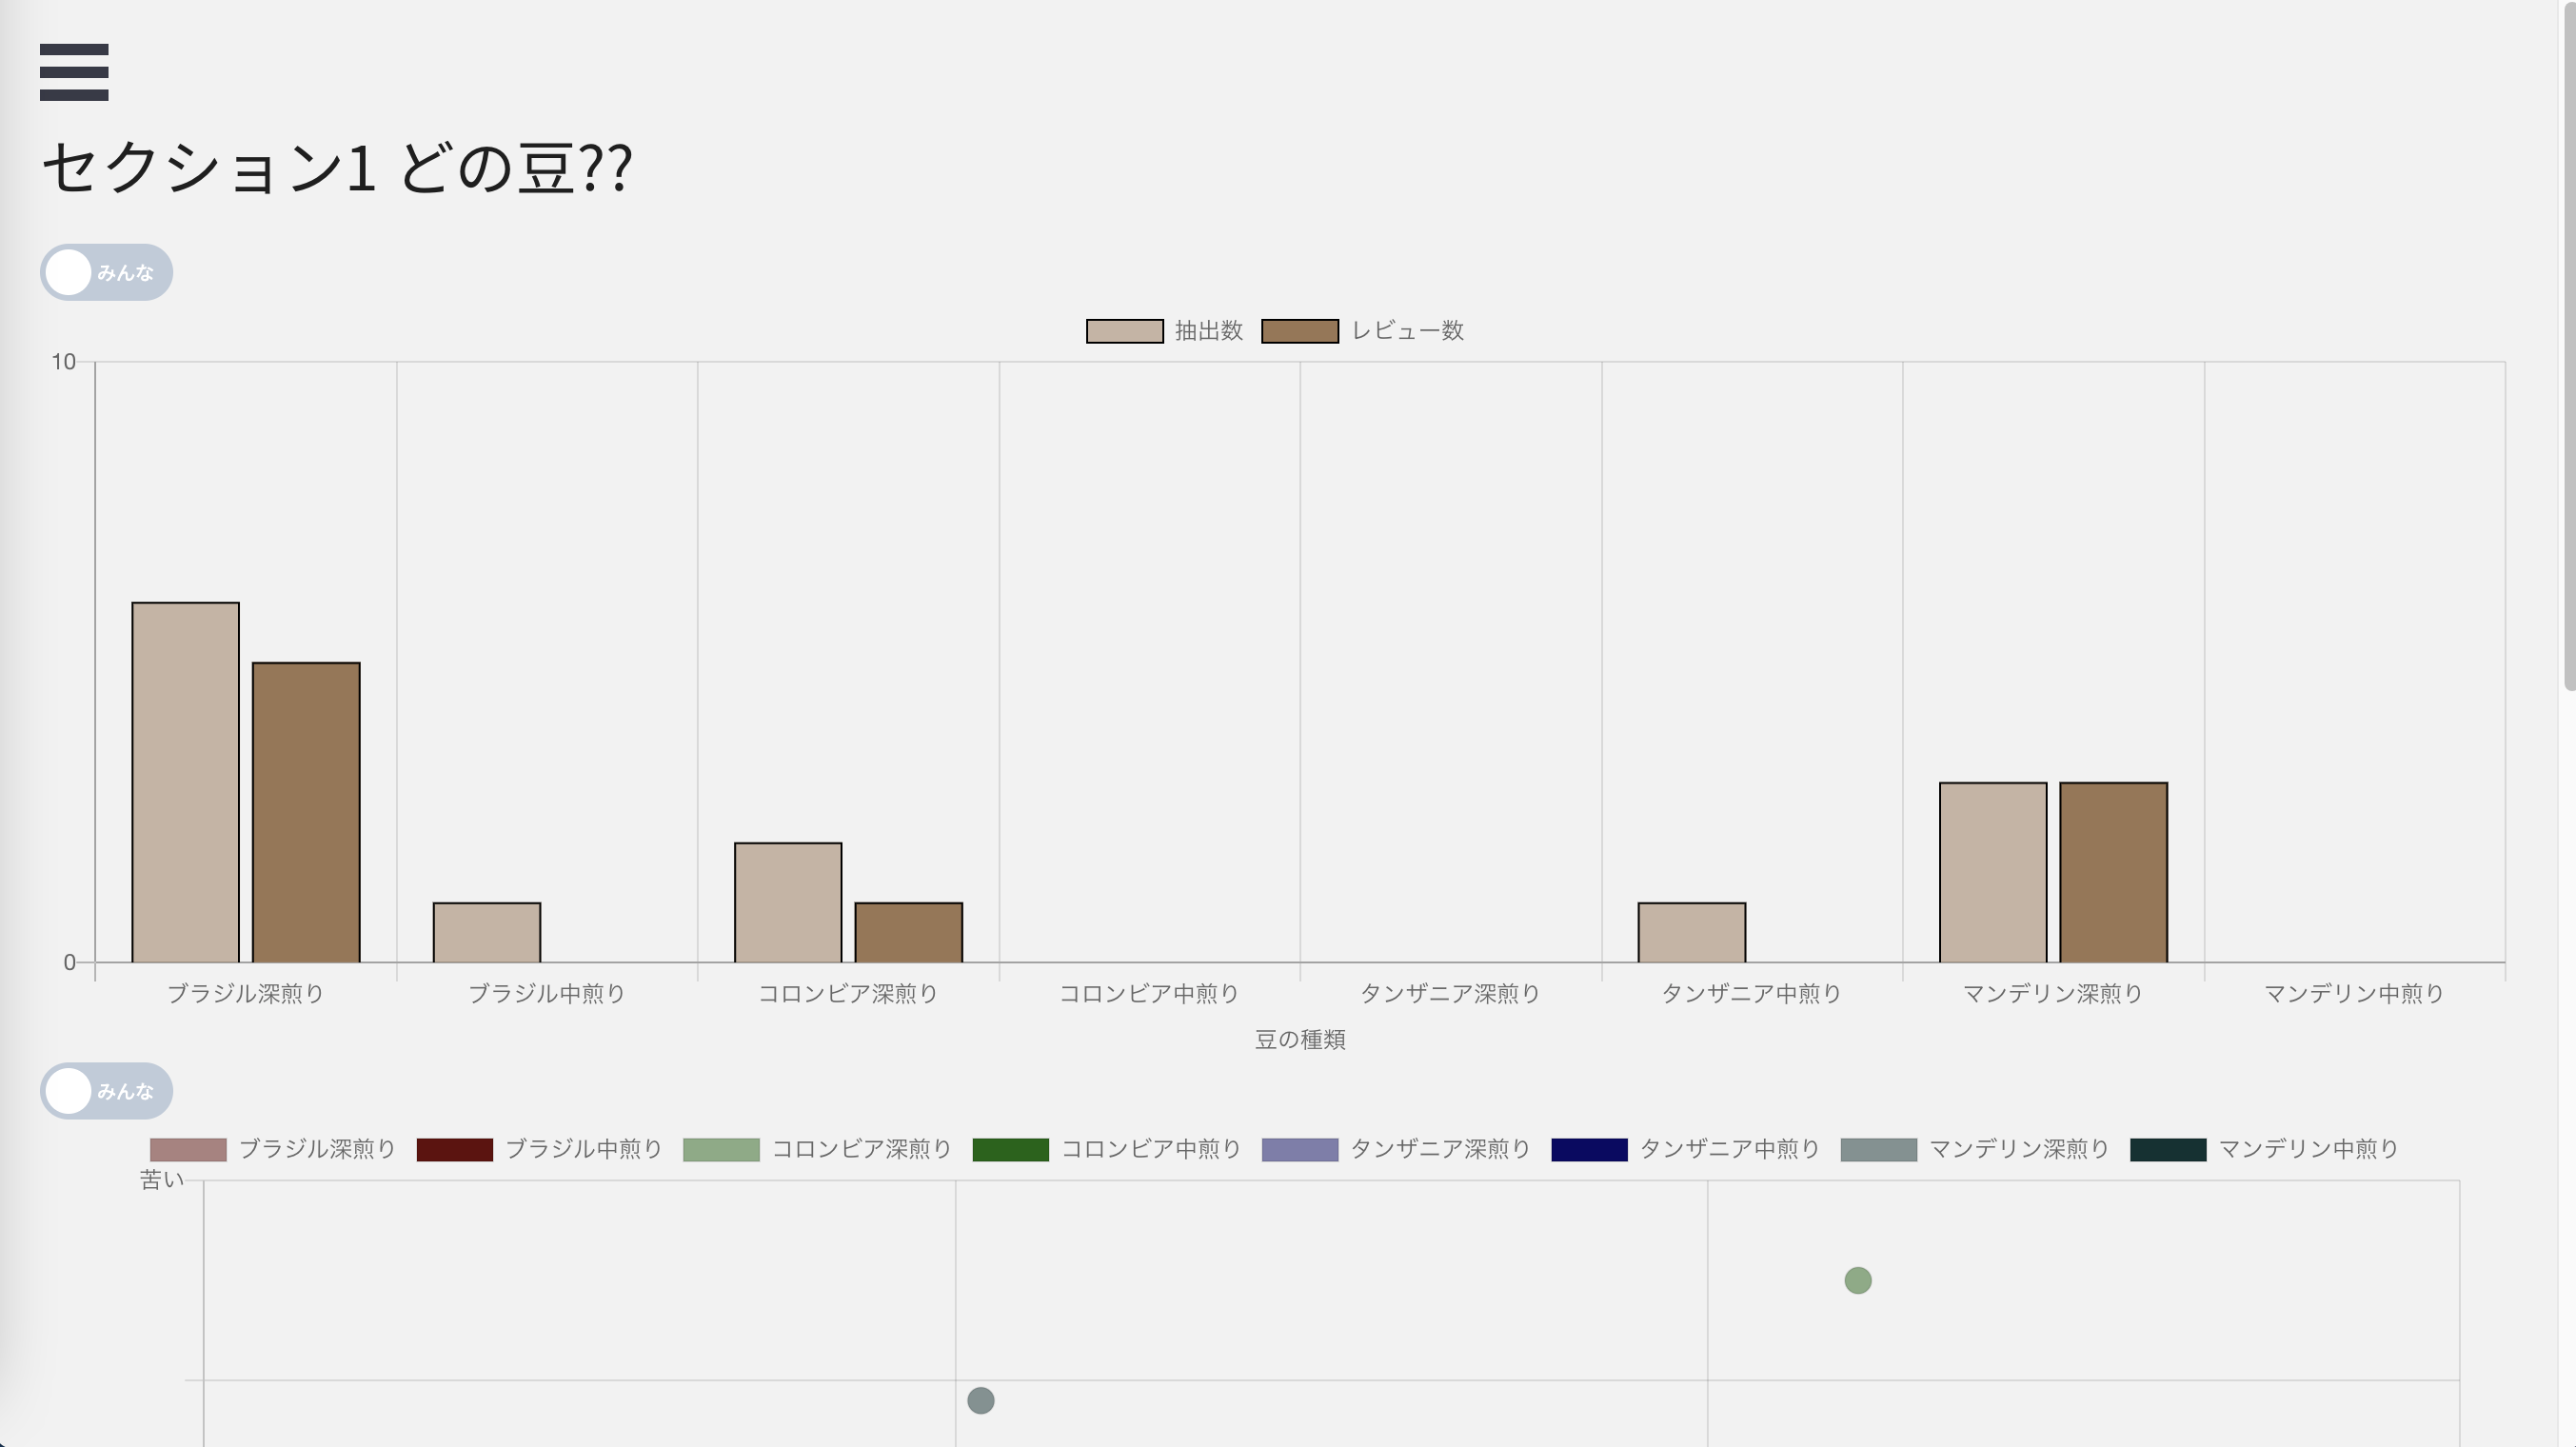 セクション1 どの豆??
みんな
抽出数 レビュー数
10
0
ブラジル深煎り ブラジル中煎り コロンビア深煎り コロンビア中煎り タンザニア深煎り タンザニア中煎り マンデリン深煎り マンデリン中煎り
豆の種類
みんな
ブラジル深煎り ブラジル中煎り コロンビア深煎り コロンビア中煎り タンザニア深煎り タンザニア中煎り マンデリン深煎り マンデリン中煎り
苦い